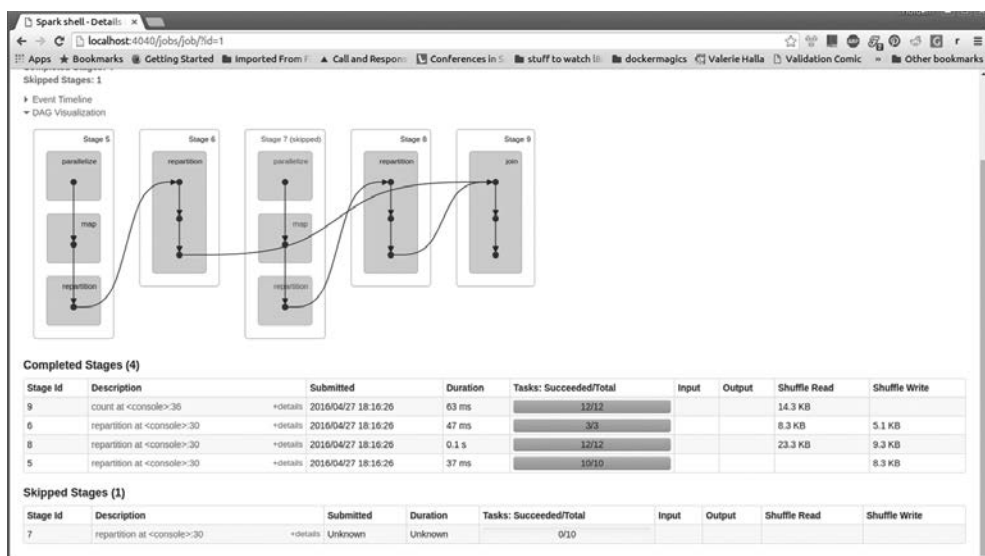 Spark shell - Details
localhost:4040/jobs/job/?id=1
Apps Bookmarks Getting Started Imported From F Call and Respons Conferences in S stuff to watch dockermagics Valerie Halla Validation Comic » Other bookmarks
Skipped Stages: 1
Event Timeline
DAG Visualization
Stage 5 Stage 6 Stage 7 (skipped) Stage 8 Stage 9
parallelize repartition parallelize repartition join
map map
repartition repartition
Completed Stages (4)
Stage Id Description Submitted Duration Tasks: Succeeded/Total Input Output Shuffle Read Shuffle Write
9 count at <console>:36 +details 2016/04/27 18:16:26 63 ms 12/12 14.3 KB
6 repartition at <console>:30 +details 2016/04/27 18:16:26 47 ms 3/3 8.3 KB 5.1 KB
8 repartition at <console>:30 +details 2016/04/27 18:16:26 0.1 s 12/12 23.3 KB 9.3 KB
5 repartition at <console>:30 +details 2016/04/27 18:16:26 37 ms 10/10 8.3 KB
Skipped Stages (1)
Stage Id Description Submitted Duration Tasks: Succeeded/Total Input Output Shuffle Read Shuffle Write
7 repartition at <console>:30 +details Unknown Unknown 0/10